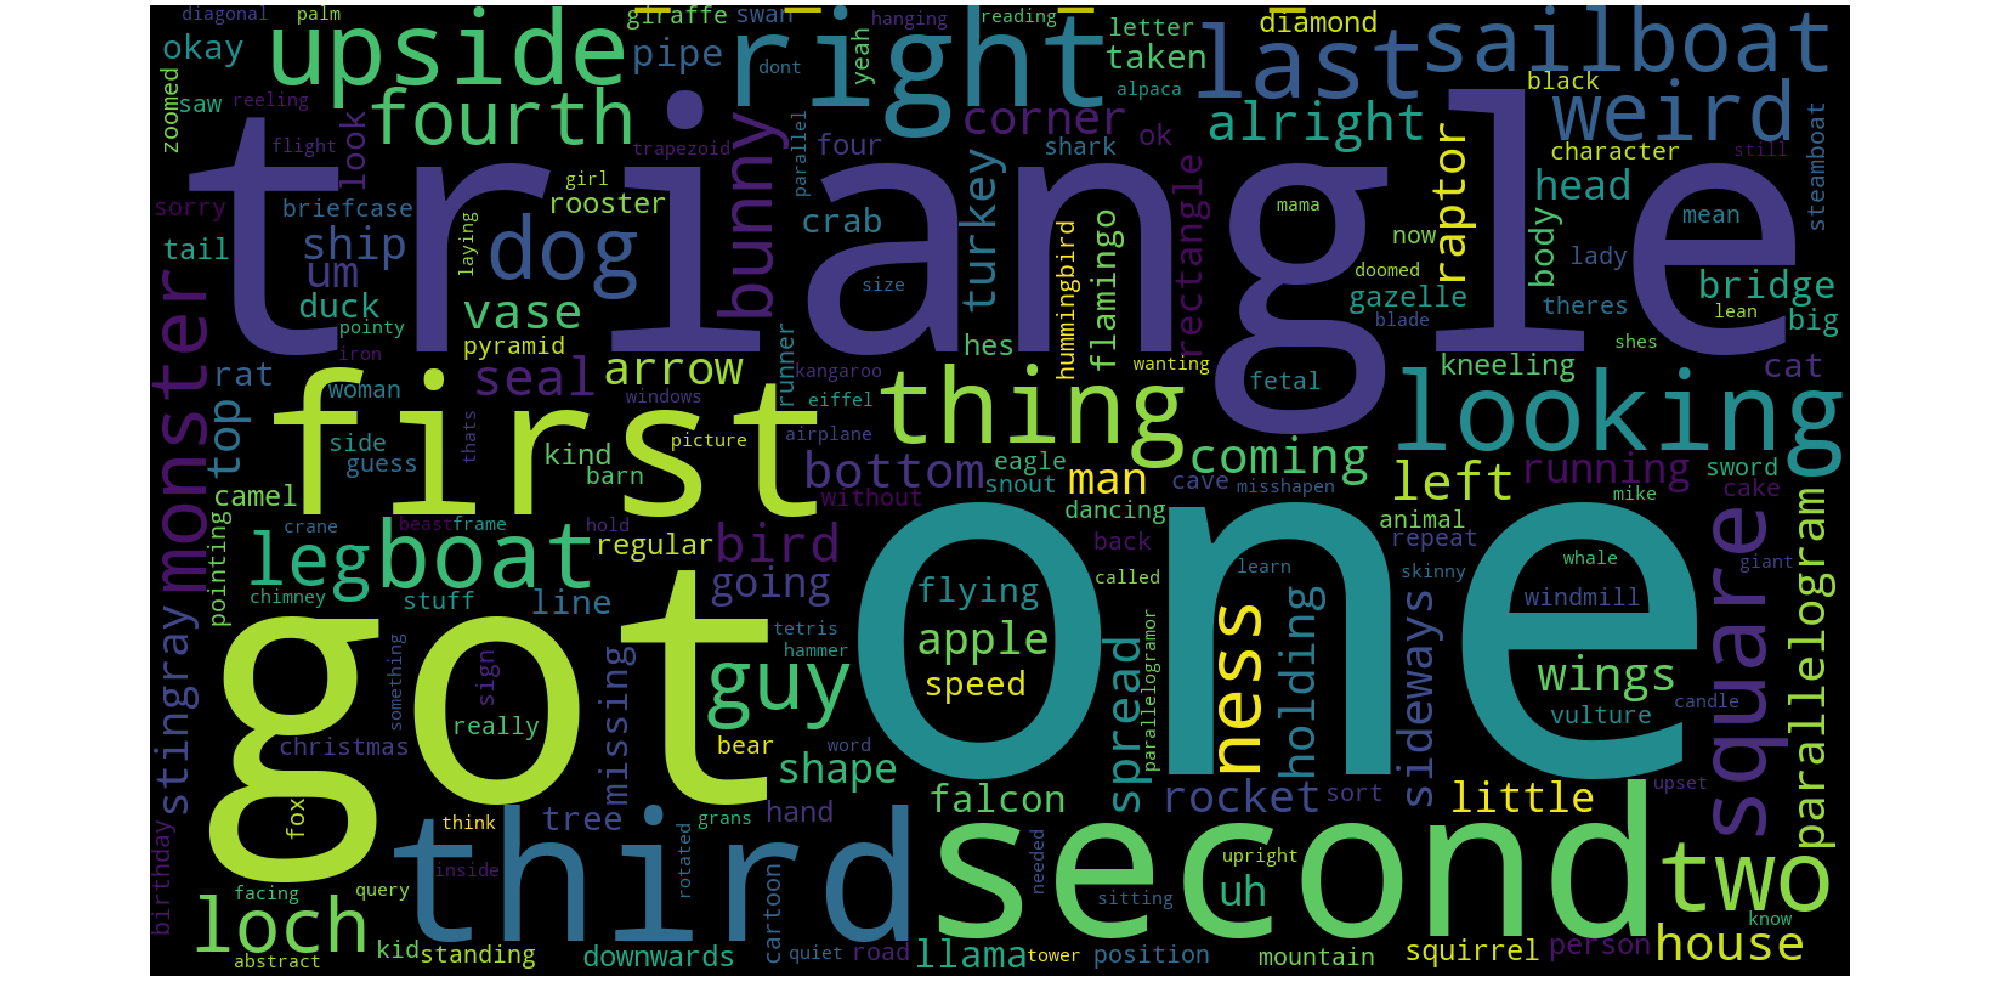 diagonal palm giraffe swan hanging reading diamond
okay upside pipe right yeah letter taken last sailboat
zoomed saw reeling fourth dont alpaca black weird
flight look trapezoid bunny four corner ok alright character still steamboat
triangle
girl parallel shark raptor head
sorry briefcase rooster crab turkey flamingo rectangle mama body mean
tail ship dog laying hummingbird now lady
um size doomed theres bridge
monster duck vase gazelle lean big
pointy pyramid hes blade shes
iron arrow runner wanting kneeling cat
rat seal kangaroo fetal
woman windows eiffel
top first thing looking
side thats picture airplane
guess kind barn bottom eagle man coming left running sword
camel snout cave misshapen mike cake
pointing crane beast frame hold without dancing animal
leg boat regular bird back repeat square parallelogram
going called learn whale giant
chimney stuff line flying ness skinny windmill
stingray got one
something sign missing tetris hammer guy apple spread parallelogramor holding sideways wings
really speed vulture candle
christmas bear word
shape upset
fox think tree grans hand falcon rocket sort little
third second
birthday inside rotated cartoon needed upright two
facing query sitting uh
loch know
kid standing downwards quiet road llama tower position mountain squirrel person house
abstract